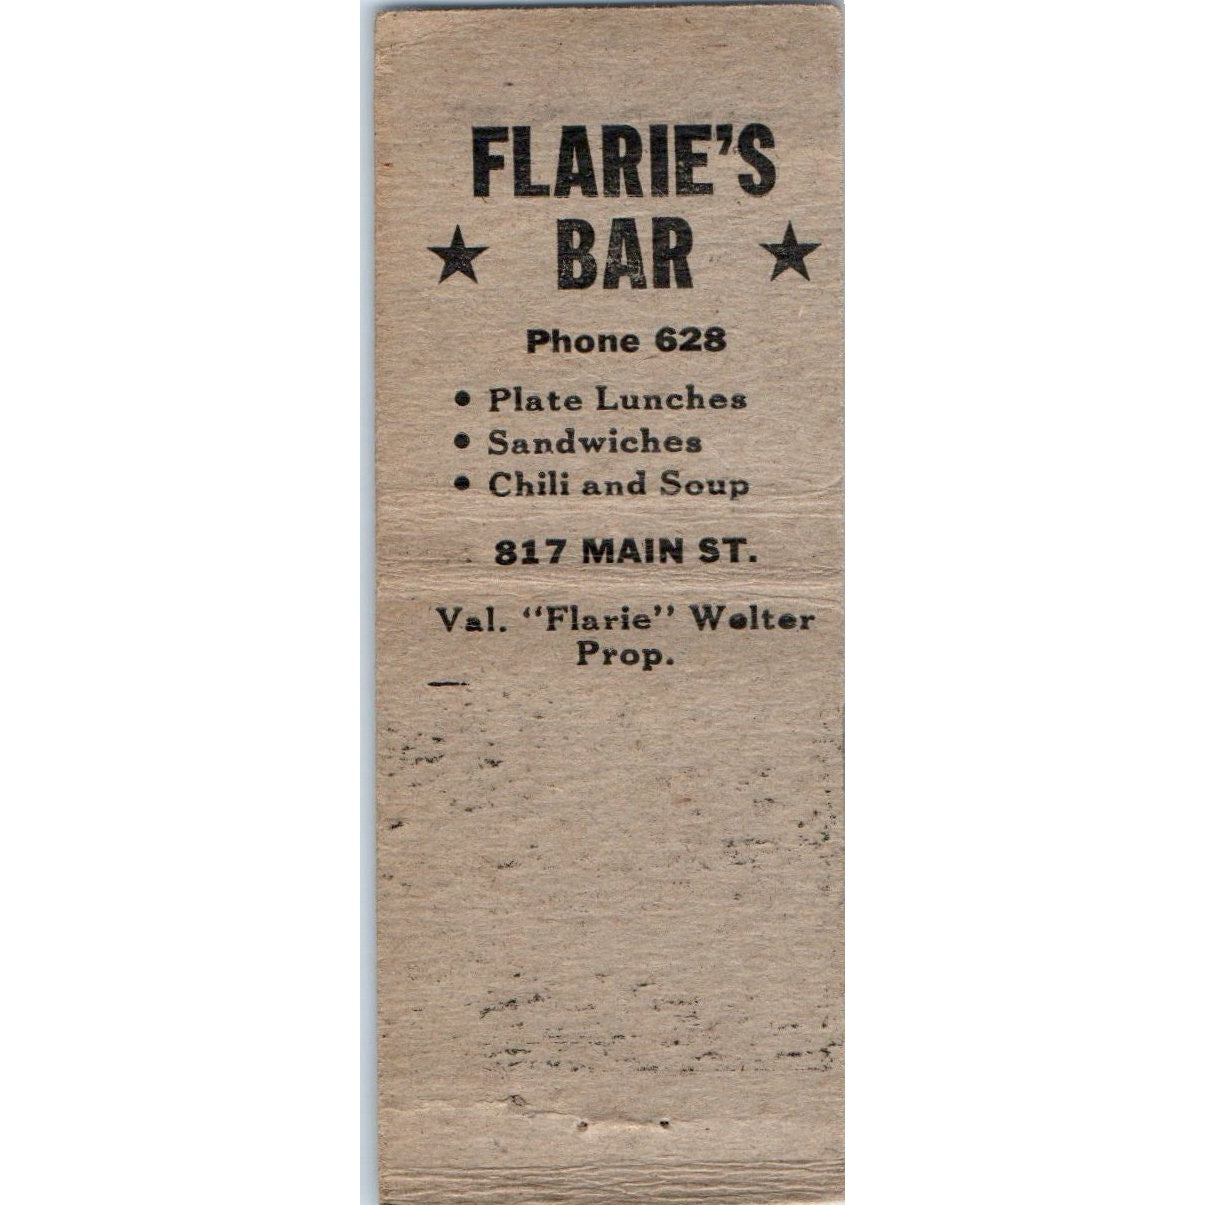 FLARIE'S
★ BAR ★
Phone 628
• Plate Lunches
• Sandwiches
• Chili and Soup
817 MAIN ST.
Val. “Flarie” Welter
Prop.